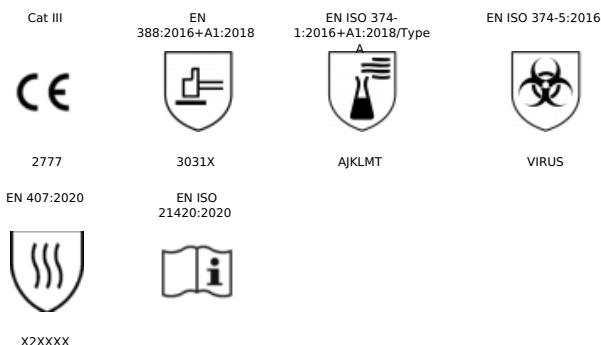 Cat III
EN
388:2016+A1:2018
EN ISO 374-
1:2016+A1:2018/Type
A
EN ISO 374-5:2016
CE
i
2777
3031X
AJKLMT
VIRUS
EN 407:2020
EN ISO
21420:2020
X2XXXX